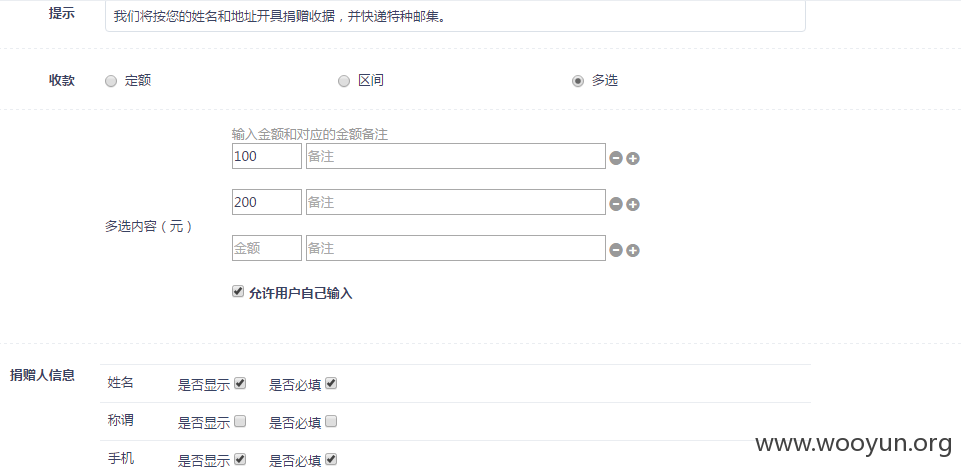 提示 我们将按您的姓名和地址开具捐赠收据，并快递特种邮集。
收款 定额 区间 多选
输入金额和对应的金额备注
100 备注
200 备注
多选内容（元）
金额 备注
允许用户自己输入
捐赠人信息
姓名 是否显示 是否必填
称谓 是否显示 是否必填
手机 是否显示 是否必填
www.wooyun.org